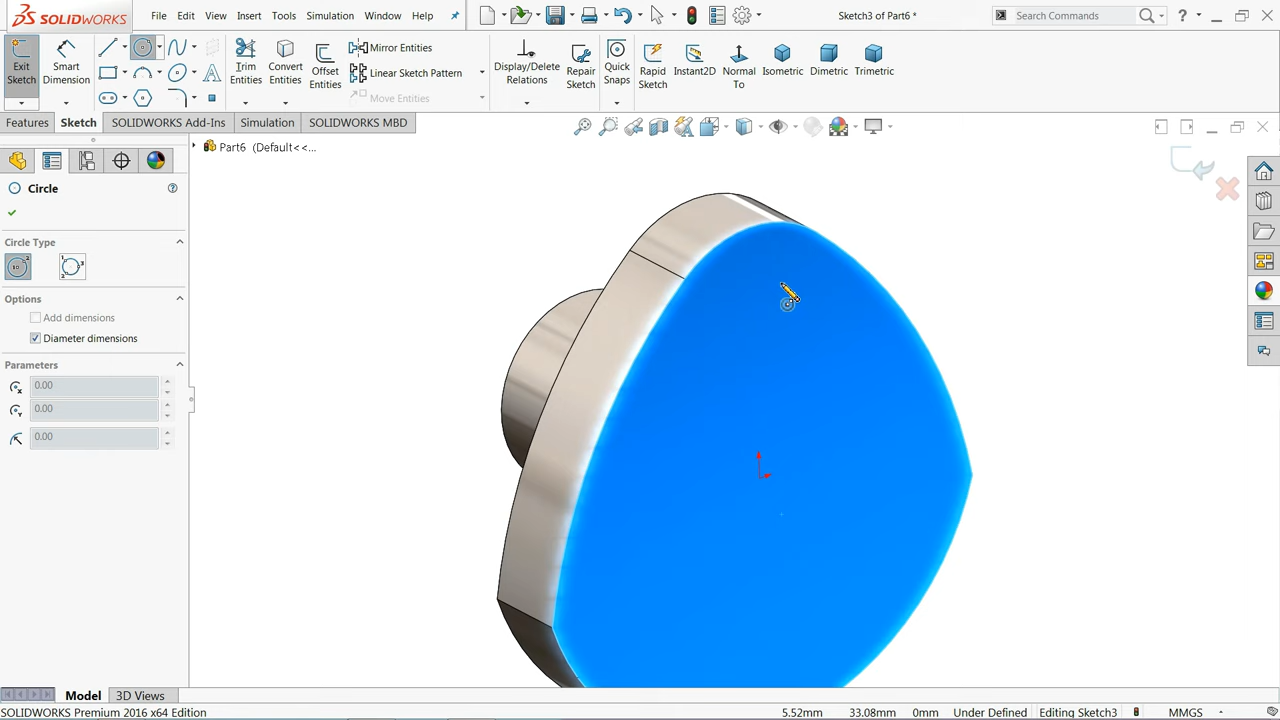 SOLIDWORKS
File Edit View Insert Tools Simulation Window Help
Sketch3 of Part6 *
Search Commands
Exit Sketch
Smart Dimension
Trim Entities
Convert Entities
Offset Entities
Mirror Entities
Linear Sketch Pattern
Move Entities
Display/Delete Relations
Repair Sketch
Quick Snaps
Rapid Sketch
Instant2D
Normal To
Isometric
Dimetric
Trimetric
Features Sketch SOLIDWORKS Add-Ins Simulation SOLIDWORKS MBD
Part6 (Default<<...
Circle
Circle Type
Options
Add dimensions
Diameter dimensions
Parameters
0.00
0.00
0.00
Model 3D Views
SOLIDWORKS Premium 2016 x64 Edition
5.52mm 33.08mm 0mm Under Defined Editing Sketch3 MMGS